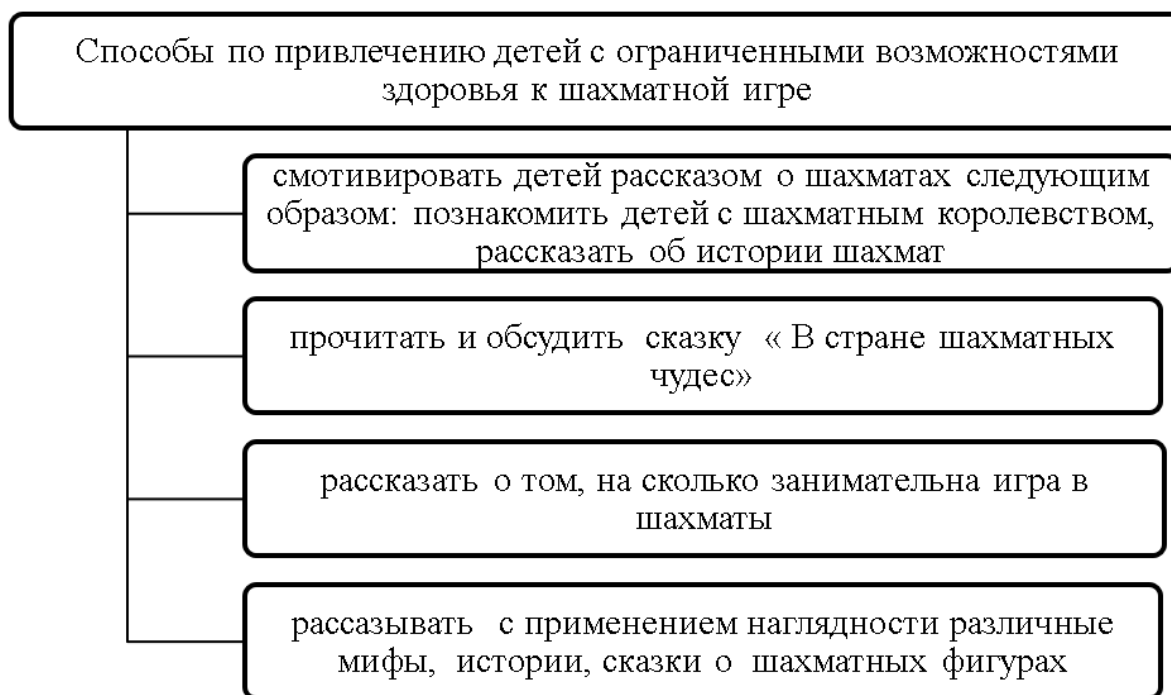 Способы по привлечению детей с ограниченными возможностями
здоровья к шахматной игре
смотивировать детей рассказом о шахматах следующим
образом: познакомить детей с шахматным королевством,
рассказать об истории шахмат
прочитать и обсудить сказку « В стране шахматных
чудес»
рассказать о том, на сколько занимательна игра в
шахматы
рассазывать с применением наглядности различные
мифы, истории, сказки о шахматных фигурах